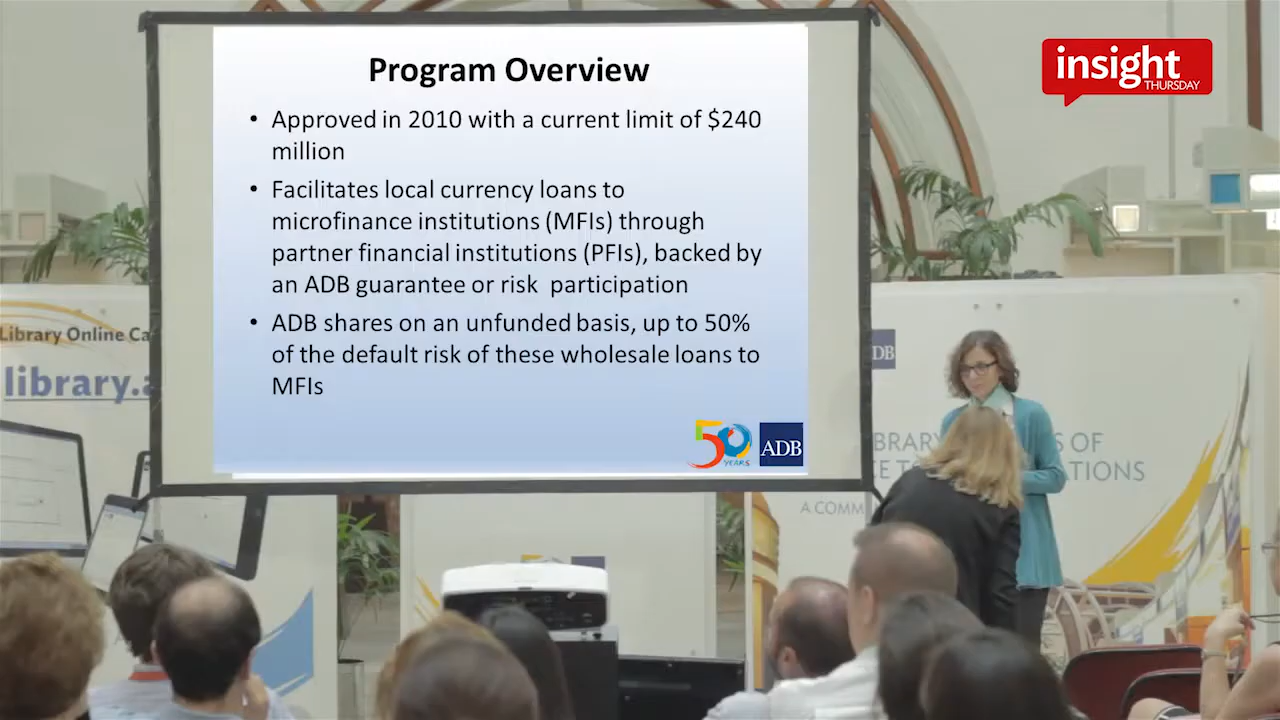 Program Overview
• Approved in 2010 with a current limit of $240
million
• Facilitates local currency loans to
microfinance institutions (MFIs) through
partner financial institutions (PFIs), backed by
an ADB guarantee or risk participation
• ADB shares on an unfunded basis, up to 50%
of the default risk of these wholesale loans to
MFIs
50
YEARS
ADB
insight
THURSDAY
Library Online
library.
ADB
OF
A